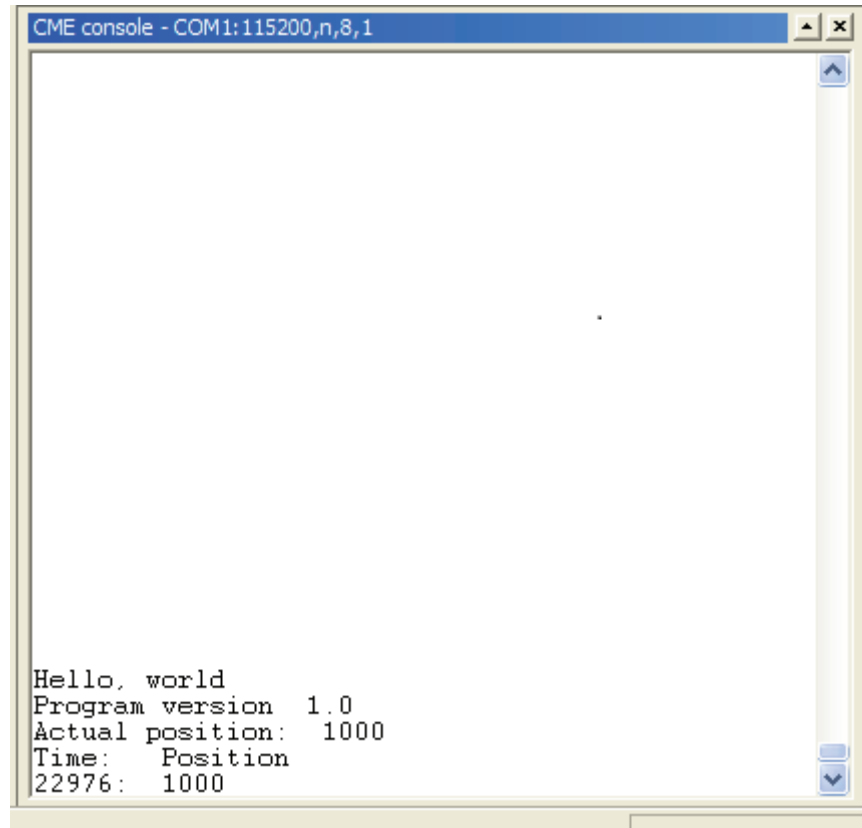 CME console - COM1:115200,n,8,1
Hello, world
Program version  1.0
Actual position:  1000
Time:   Position
22976:  1000